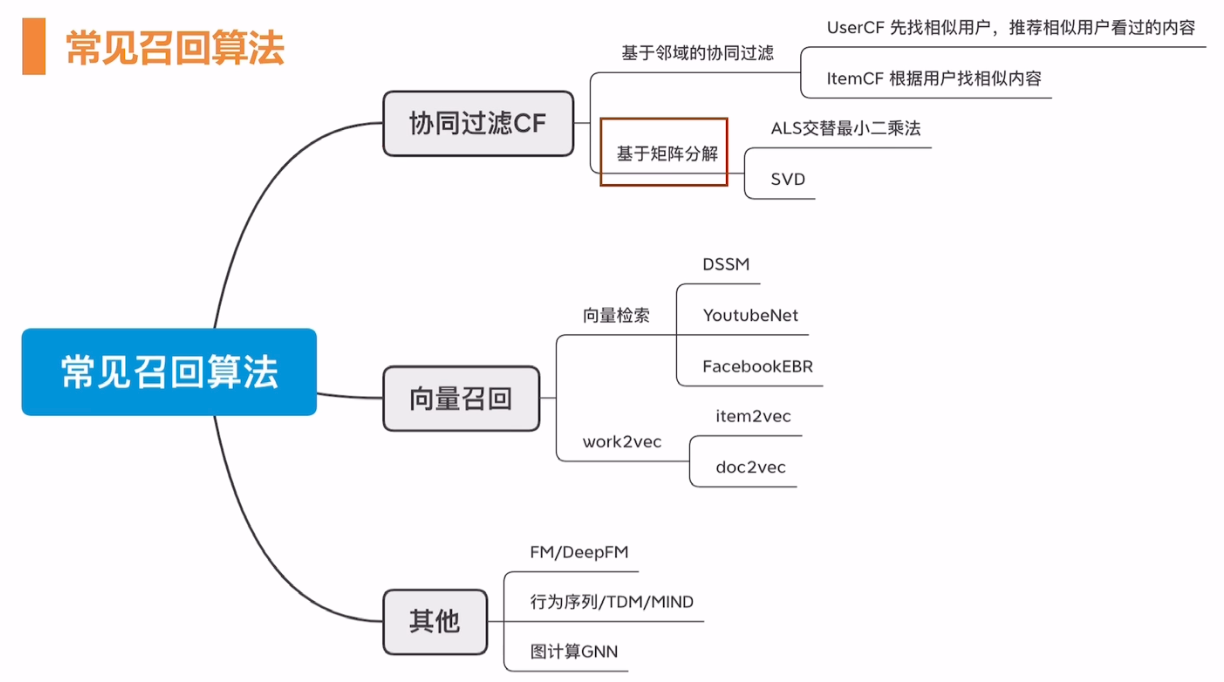 常见召回算法
UserCF 先找相似用户，推荐相似用户看过的内容
基于邻域的协同过滤
ItemCF 根据用户找相似内容
协同过滤CF
ALS交替最小二乘法
基于矩阵分解
SVD
DSSM
向量检索
YoutubeNet
FacebookEBR
常见召回算法
向量召回
item2vec
work2vec
doc2vec
FM/DeepFM
行为序列/TDM/MIND
其他
图计算GNN